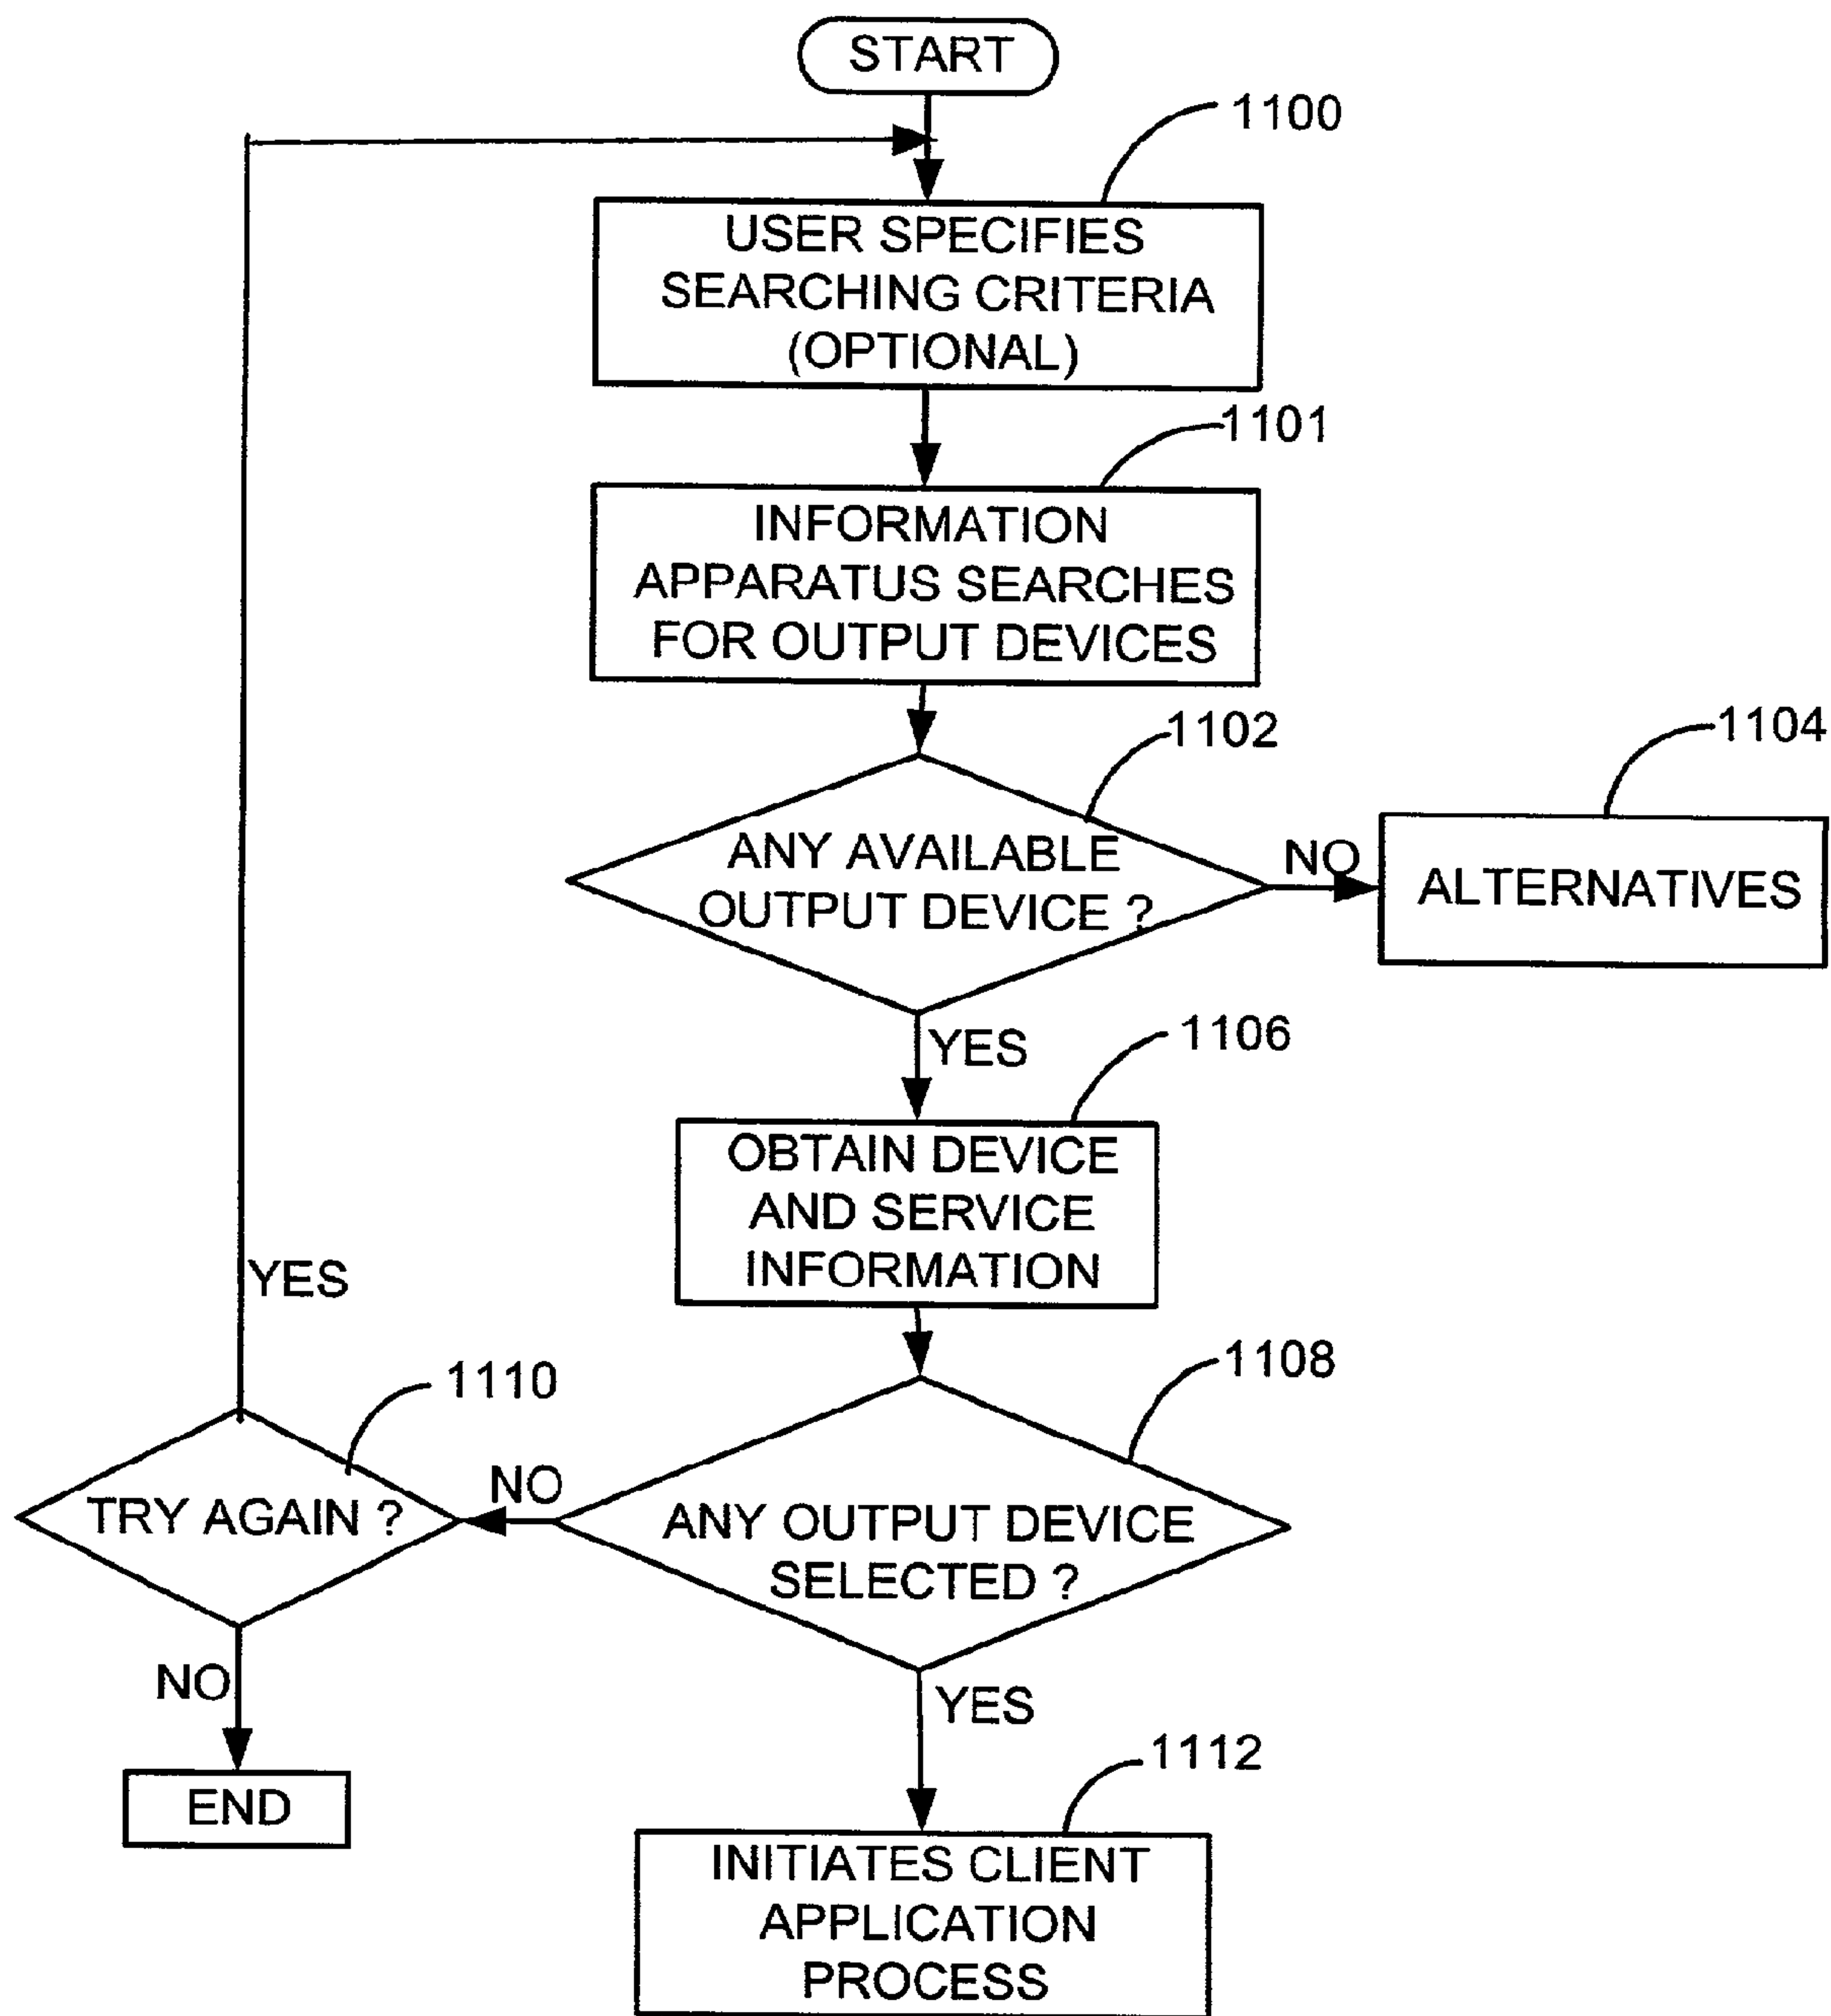 START
1100
USER SPECIFIES
SEARCHING CRITERIA
(OPTIONAL)
1101
INFORMATION
APPARATUS SEARCHES
FOR OUTPUT DEVICES
1102
1104
ANY AVAILABLE
OUTPUT DEVICE ?
NO
ALTERNATIVES
YES
1106
OBTAIN DEVICE
AND SERVICE
INFORMATION
YES
1108
1110
TRY AGAIN ?
NO
ANY OUTPUT DEVICE
SELECTED ?
NO
YES
END
1112
INITIATES CLIENT
APPLICATION
PROCESS